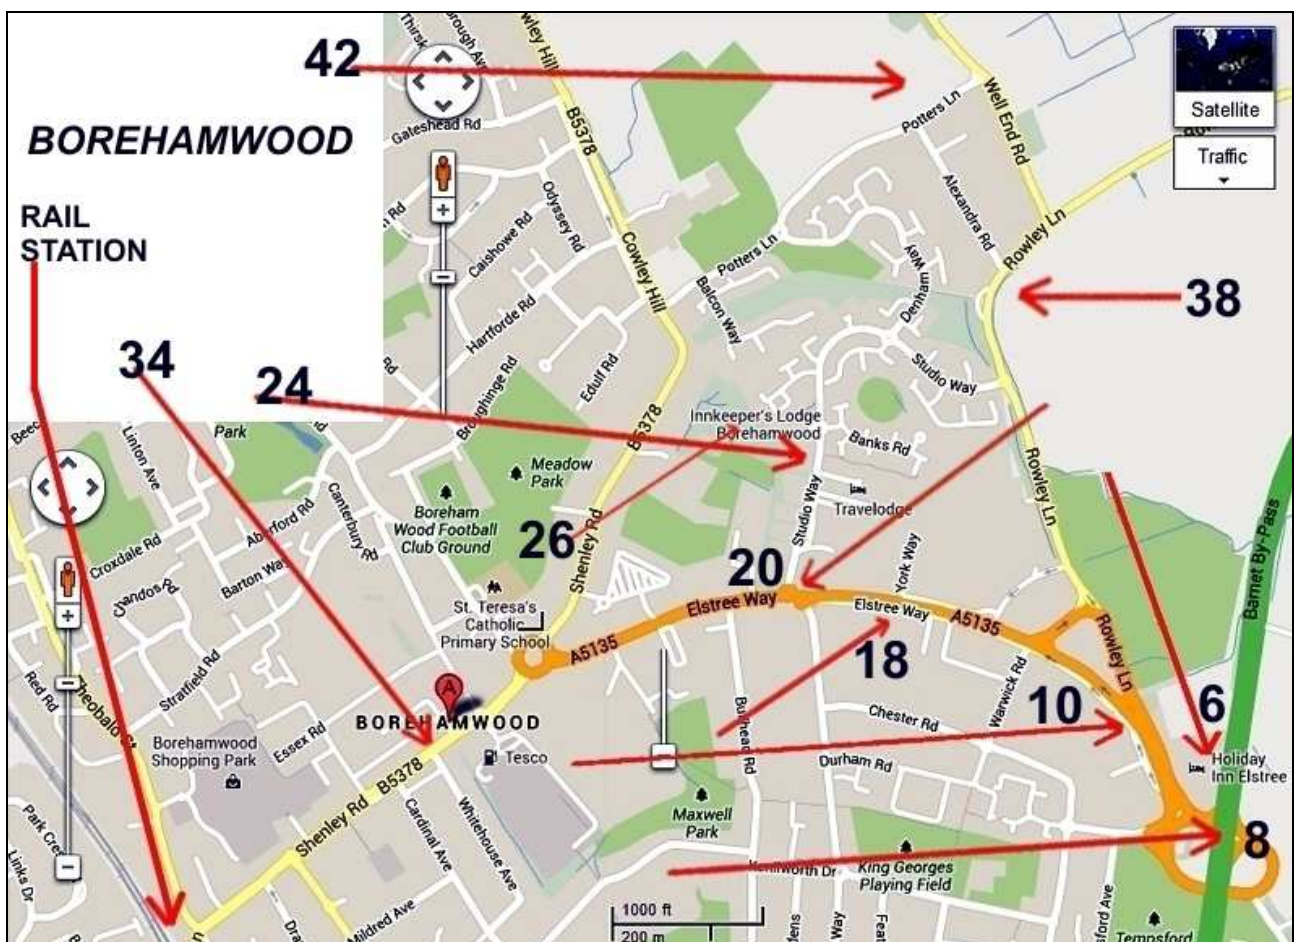 42
BOREHAMWOOD
RAIL
STATION
34
24
26
20
18
10
6
8
38
Satellite
Traffic
Gateshead Rd
B5378
Potters Ln
Well End Rd
Odyssey Rd
Caishowe Rd
Cowley Hill
Alexandra Rd
Rowley Ln
Potters Ln
Balcon Way
Denham Way
Hartforde Rd
Edulf Rd
Studio Way
Broughinge Rd
B5378
Innkeeper's Lodge
Borehamwood
Banks Rd
Park
Linton Ave
Meadow
Park
Rowley Ln
Boreham
Wood Football
Club Ground
Canterbury Rd
Aberford Rd
Studio Way
Travelodge
Croxdale Rd
Barton Way
Chandos Rd
Shenley Rd
York Way
Barnet By-Pass
St. Teresa's
Catholic
Primary School
Elstree Way
Elstree Way
A5135
A5135
Rowley Ln
Red Rd
Theobald St
Stratfield Rd
A
BOREHAMWOOD
Warwick Rd
Bullhead Rd
Chester Rd
Borehamwood
Shopping Park
Essex Rd
Tesco
Durham Rd
Holiday
Inn Elstree
B5378
Shenley Rd
Cardinal Ave
Whitehouse Ave
Maxwell
Park
Links Dr
Kenilworth Dr
King Georges
Playing Field
Mildred Ave
1000 ft
200 m
Way
Tempsford